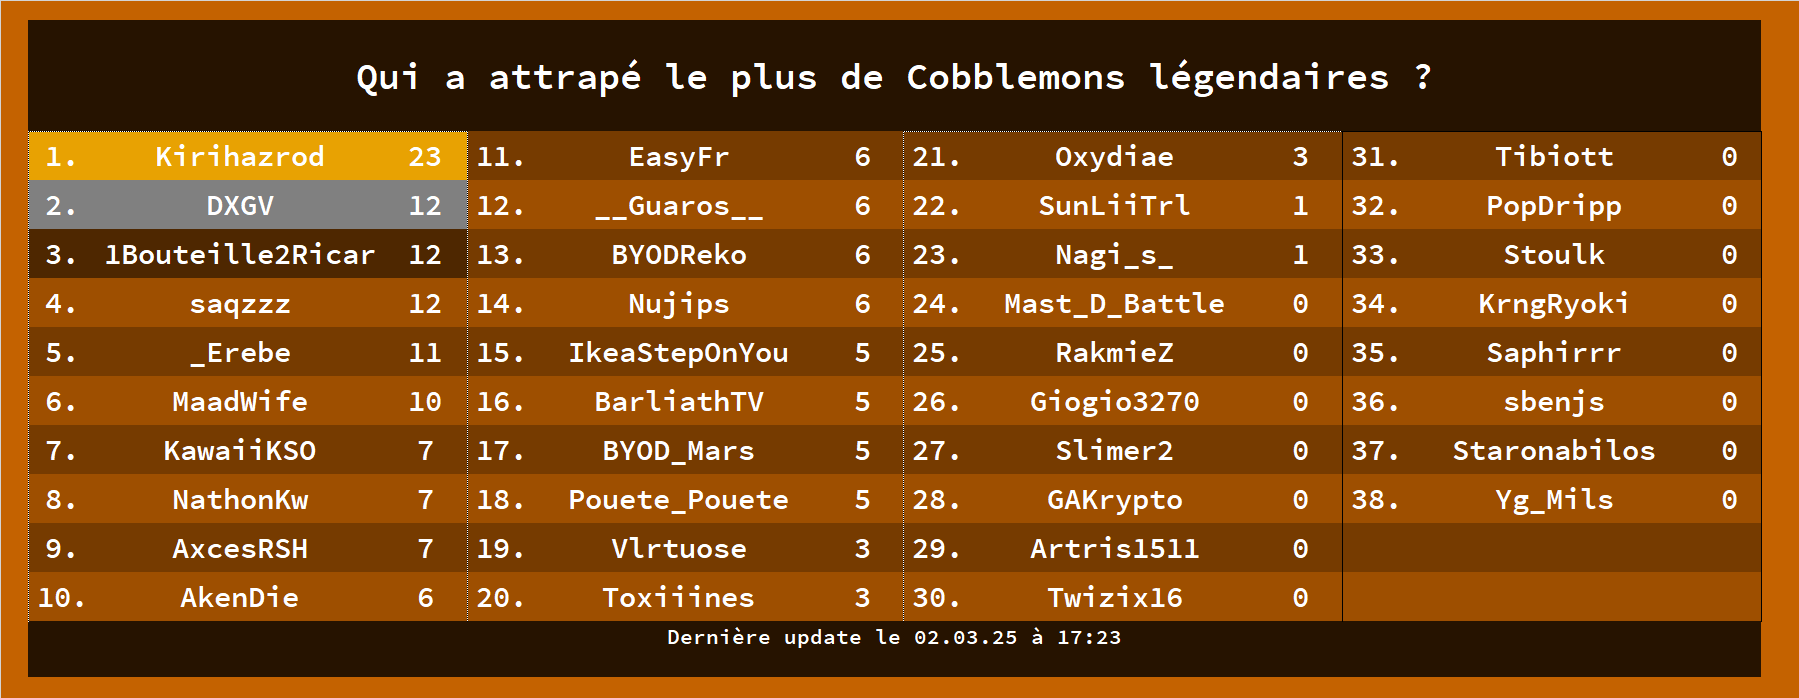 Qui a attrapé le plus de Cobblemons légendaires ?
1. Kirihazrod 23
2. DXGV 12
3. 1Bouteille2Ricar 12
4. saqzzz 12
5. _Erebe 11
6. MaadWife 10
7. KawaiiKSO 7
8. NathonKw 7
9. AxcesRSH 7
10. AkenDie 6
11. EasyFr 6
12. __Guaros__ 6
13. BYODReko 6
14. Nujips 6
15. IkeaStepOnYou 5
16. BarliathTV 5
17. BYOD_Mars 5
18. Pouete_Pouete 5
19. Vlrtuose 3
20. Toxiiines 3
21. Oxydiae 3
22. SunLiiTrl 1
23. Nagi_s_ 1
24. Mast_D_Battle 0
25. RakmieZ 0
26. Giogio3270 0
27. Slimer2 0
28. GAKrypto 0
29. Artris1511 0
30. Twizix16 0
31. Tibiott 0
32. PopDripp 0
33. Stoulk 0
34. KrngRyoki 0
35. Saphirrr 0
36. sbenjs 0
37. Staronabilos 0
38. Yg_Mils 0
Dernière update le 02.03.25 à 17:23